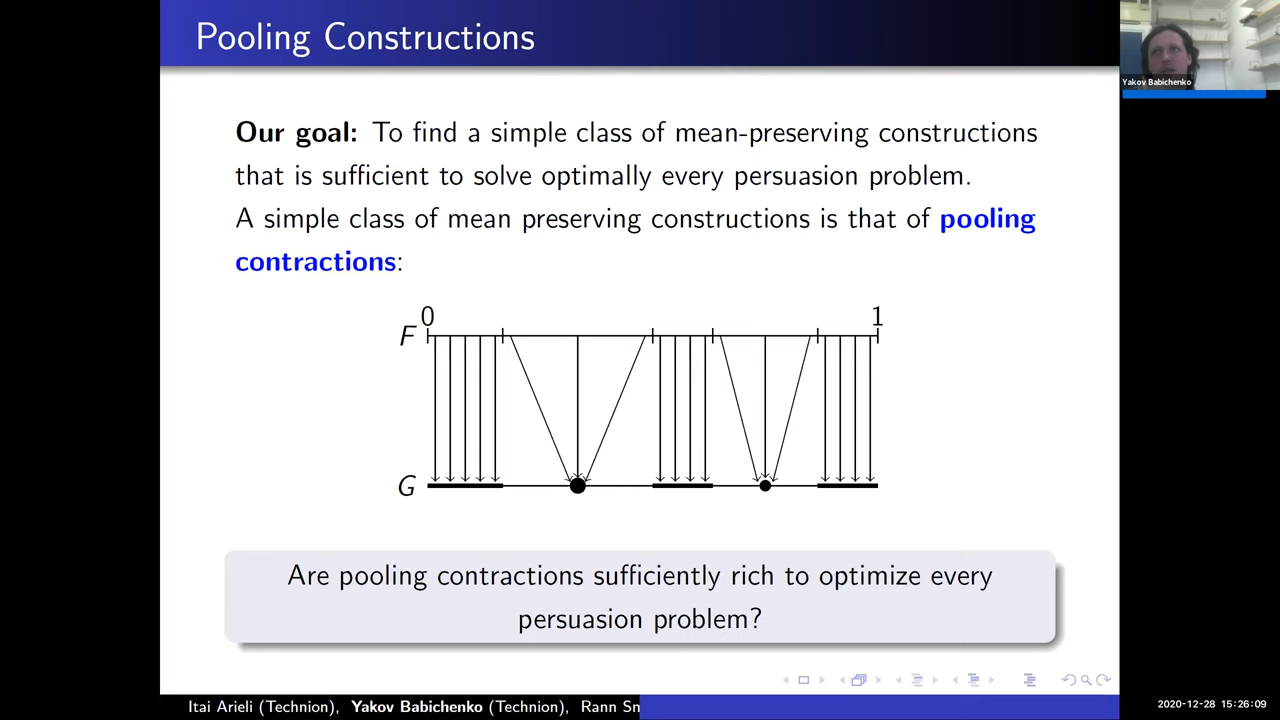 Pooling Constructions
Yakov Babichenko
Our goal: To find a simple class of mean-preserving constructions
that is sufficient to solve optimally every persuasion problem.
A simple class of mean preserving constructions is that of pooling
contractions:
0 1
F
G
Are pooling contractions sufficiently rich to optimize every
persuasion problem?
Itai Arieli (Technion), Yakov Babichenko (Technion), Rann Sn
2020-12-28 15:26:09